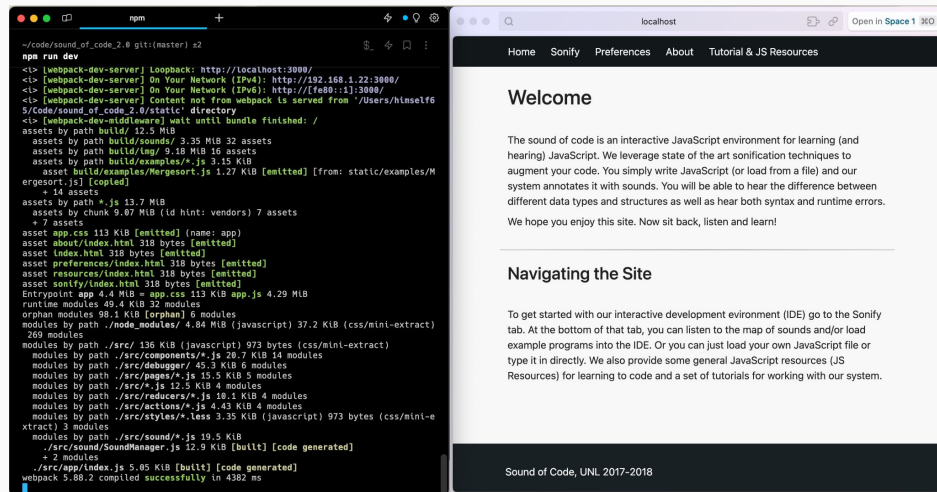 npm
+
~/code/sound_of_code_2.0 git:(master) ±2
npm run dev
<i> [webpack-dev-server] Loopback: http://localhost:3000/
<i> [webpack-dev-server] On Your Network (IPv4): http://192.168.1.22:3000/
<i> [webpack-dev-server] On Your Network (IPv6): http://[fe80::1]:3000/
<i> [webpack-dev-server] Content not from webpack is served from '/Users/himself6
5/Code/sound_of_code_2.0/static' directory
<i> [webpack-dev-middleware] wait until bundle finished: /
assets by path build/ 12.5 MiB
assets by path build/sounds/ 3.35 MiB 32 assets
assets by path build/img/ 9.18 MiB 16 assets
assets by path build/examples/*.js 3.15 KiB
asset build/examples/Mergesort.js 1.27 KiB [emitted] [from: static/examples/M
ergesort.js] [copied]
+ 14 assets
assets by path *.js 13.7 MiB
assets by chunk 9.07 MiB (id hint: vendors) 7 assets
+ 7 assets
asset app.css 113 KiB [emitted] (name: app)
asset about/index.html 318 bytes [emitted]
asset index.html 318 bytes [emitted]
asset preferences/index.html 318 bytes [emitted]
asset resources/index.html 318 bytes [emitted]
asset sonify/index.html 318 bytes [emitted]
Entrypoint app 4.4 MiB = app.css 113 KiB app.js 4.29 MiB
runtime modules 49.4 KiB 32 modules
orphan modules 98.1 KiB [orphan] 6 modules
modules by path ./node_modules/ 4.84 MiB (javascript) 37.2 KiB (css/mini-extract)
269 modules
modules by path ./src/ 136 KiB (javascript) 973 bytes (css/mini-extract)
modules by path ./src/components/*.js 20.7 KiB 14 modules
modules by path ./src/debugger/ 45.3 KiB 6 modules
modules by path ./src/pages/*.js 15.5 KiB 5 modules
modules by path ./src/*.js 12.5 KiB 4 modules
modules by path ./src/reducers/*.js 10.1 KiB 4 modules
modules by path ./src/actions/*.js 4.43 KiB 4 modules
modules by path ./src/styles/*.less 3.35 KiB (javascript) 973 bytes (css/mini-e
xtract) 3 modules
modules by path ./src/sound/*.js 19.5 KiB
./src/sound/SoundManager.js 12.9 KiB [built] [code generated]
+ 2 modules
./src/app/index.js 5.05 KiB [built] [code generated]
webpack 5.88.2 compiled successfully in 4382 ms
localhost
Open in Space 1 ⌘O
Home Sonify Preferences About Tutorial & JS Resources
Welcome
The sound of code is an interactive JavaScript environment for learning (and
hearing) JavaScript. We leverage state of the art sonification techniques to
augment your code. You simply write JavaScript (or load from a file) and our
system annotates it with sounds. You will be able to hear the difference between
different data types and structures as well as hear both syntax and runtime errors.
We hope you enjoy this site. Now sit back, listen and learn!
Navigating the Site
To get started with our interactive development evironment (IDE) go to the Sonify
tab. At the bottom of that tab, you can listen to the map of sounds and/or load
example programs into the IDE. Or you can just load your own JavaScript file or
type it in directly. We also provide some general JavaScript resources (JS
Resources) for learning to code and a set of tutorials for working with our system.
Sound of Code, UNL 2017-2018